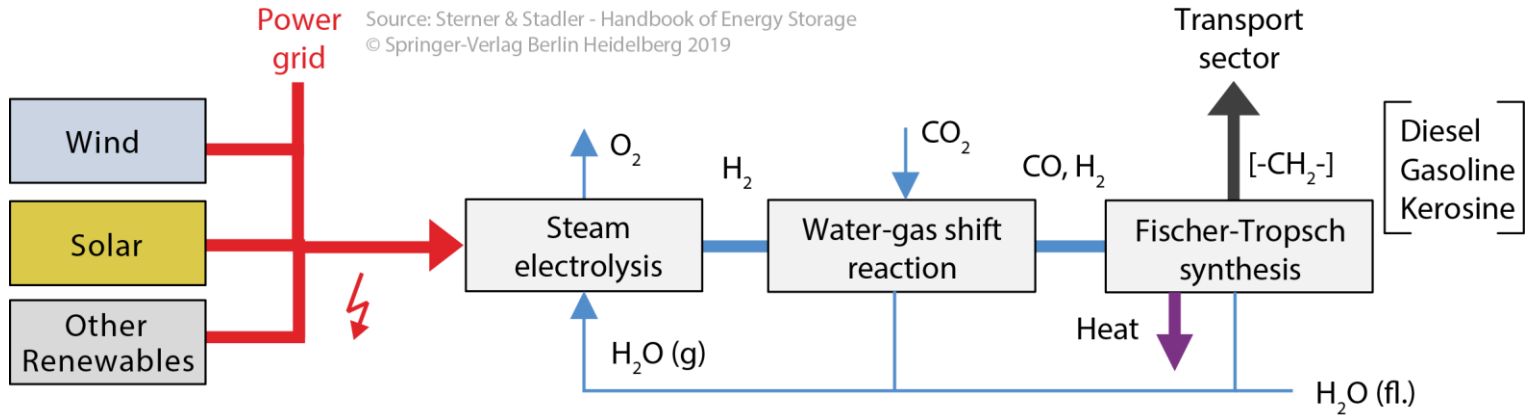 Power
grid
Source: Sterner & Stadler - Handbook of Energy Storage
© Springer-Verlag Berlin Heidelberg 2019
Transport
sector
Wind
Solar
Other
Renewables
O₂
H₂
CO₂
CO, H₂
[-CH₂-]
Diesel
Gasoline
Kerosine
Steam
electrolysis
Water-gas shift
reaction
Fischer-Tropsch
synthesis
H₂O (g)
Heat
H₂O (fl.)